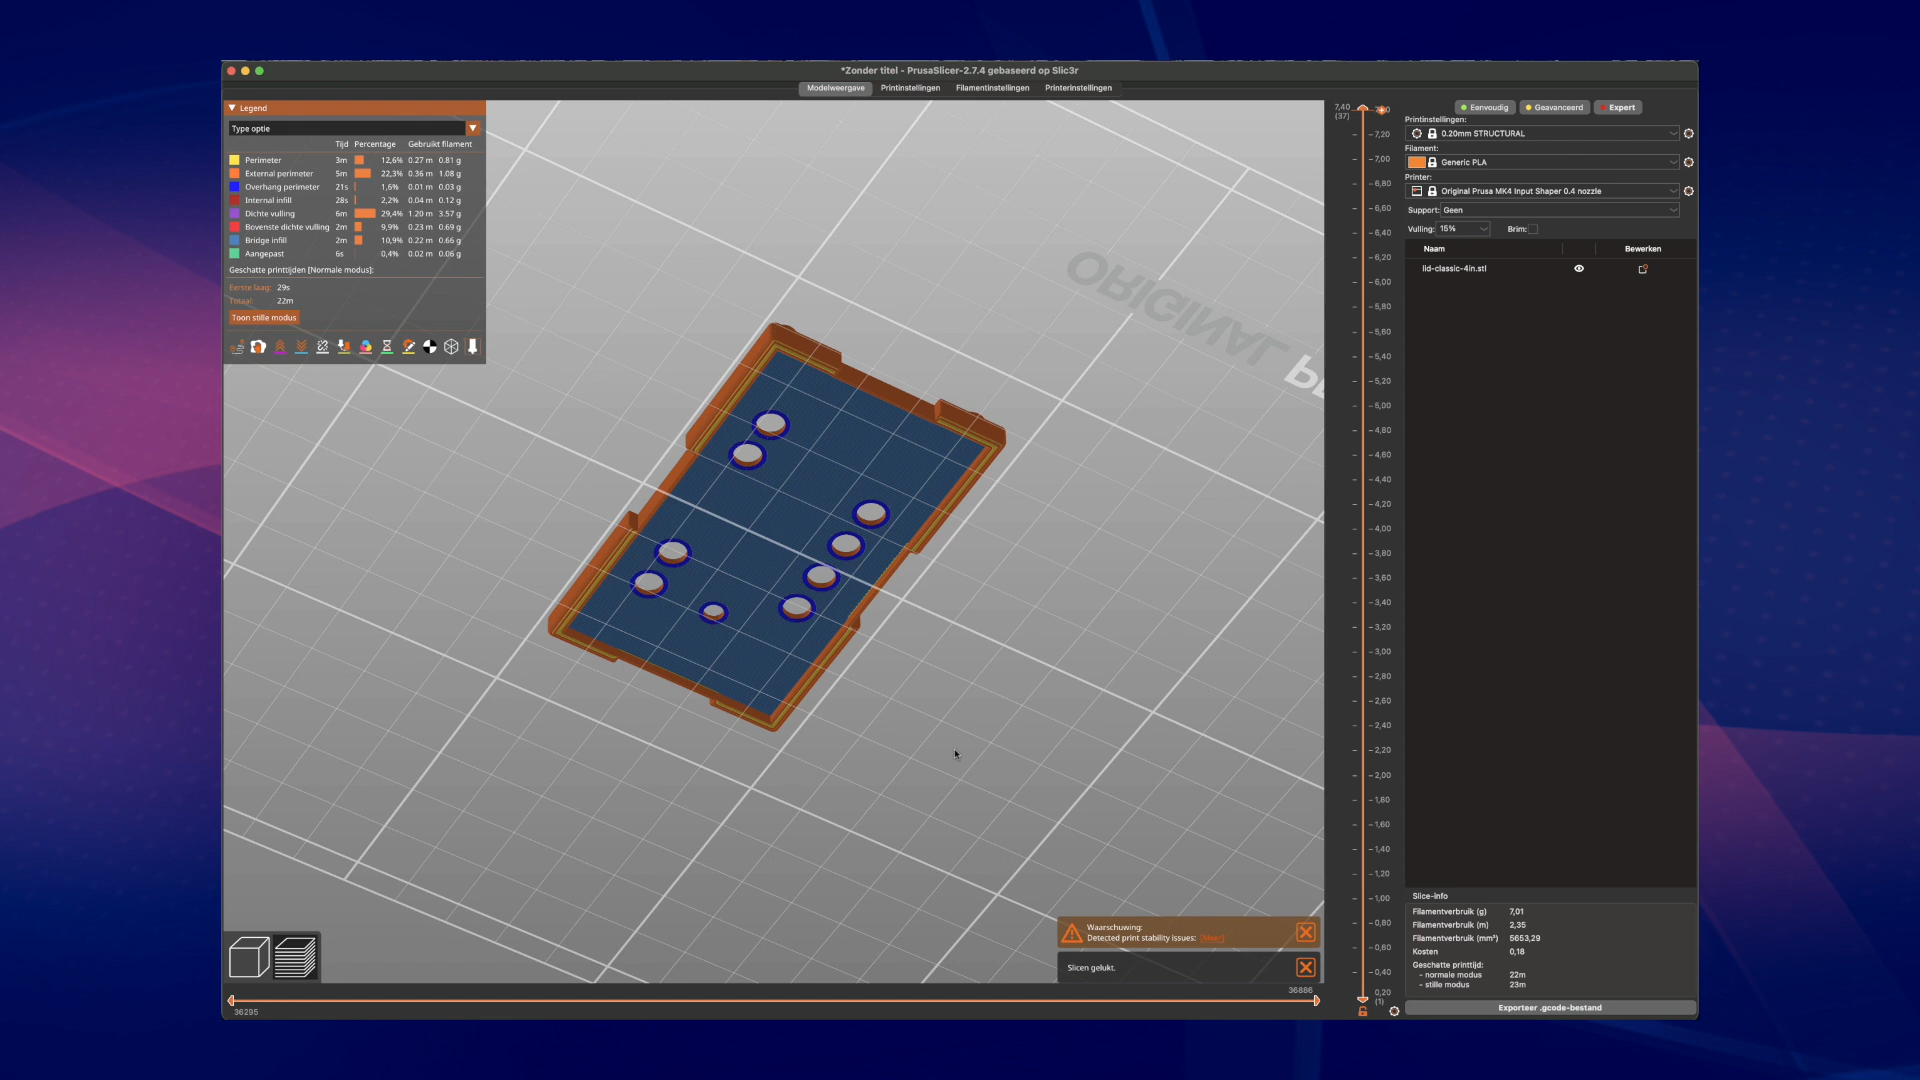 *Zonder titel - PrusaSlicer-2.7.4 gebaseerd op Slic3r
Modelweergave Printinstellingen Filamentinstellingen Printerinstellingen
Legend
Type optie
Tijd Percentage Gebruikt filament
Perimeter 3m 12,6% 0.27 m 0.81 g
External perimeter 5m 22,3% 0.36 m 1.08 g
Overhang perimeter 21s 1,6% 0.01 m 0.03 g
Internal infill 28s 2,2% 0.04 m 0.12 g
Dichte vulling 6m 29,4% 1.20 m 3.57 g
Bovenste dichte vulling 2m 9,9% 0.23 m 0.69 g
Bridge infill 2m 10,9% 0.22 m 0.66 g
Aangepast 6s 0,4% 0.02 m 0.06 g
Geschatte printtijden [Normale modus]:
Eerste laag: 29s
Totaal: 22m
Toon stille modus
ORIGINAL
Waarschuwing:
Detected print stability issues: (Meer)
Slicen gelukt.
36886
36295
7,40
(37)
7,20
7,00
6,80
6,60
6,40
6,20
6,00
5,80
5,60
5,40
5,20
5,00
4,80
4,60
4,40
4,20
4,00
3,80
3,60
3,40
3,20
3,00
2,80
2,60
2,40
2,20
2,00
1,80
1,60
1,40
1,20
1,00
0,80
0,60
0,40
0,20
(1)
Eenvoudig Geavanceerd Expert
Printinstellingen:
0.20mm STRUCTURAL
Filament:
Generic PLA
Printer:
Original Prusa MK4 Input Shaper 0.4 nozzle
Support: Geen
Vulling: 15% Brim:
Naam Bewerken
lid-classic-4in.stl
Slice-info
Filamentverbruik (g) 7,01
Filamentverbruik (m) 2,35
Filamentverbruik (mm³) 5653,29
Kosten 0,18
Geschatte printtijd:
- normale modus 22m
- stille modus 23m
Exporteer .gcode-bestand